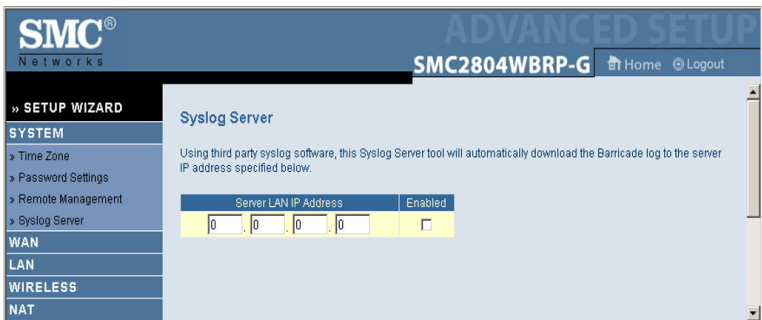 SMC®
Networks
ADVANCED SETUP
SMC2804WBRP-G
Home
Logout
» SETUP WIZARD
SYSTEM
» Time Zone
» Password Settings
» Remote Management
» Syslog Server
WAN
LAN
WIRELESS
NAT
Syslog Server
Using third party syslog software, this Syslog Server tool will automatically download the Barricade log to the server
IP address specified below.
Server LAN IP Address Enabled
0 . 0 . 0 . 0